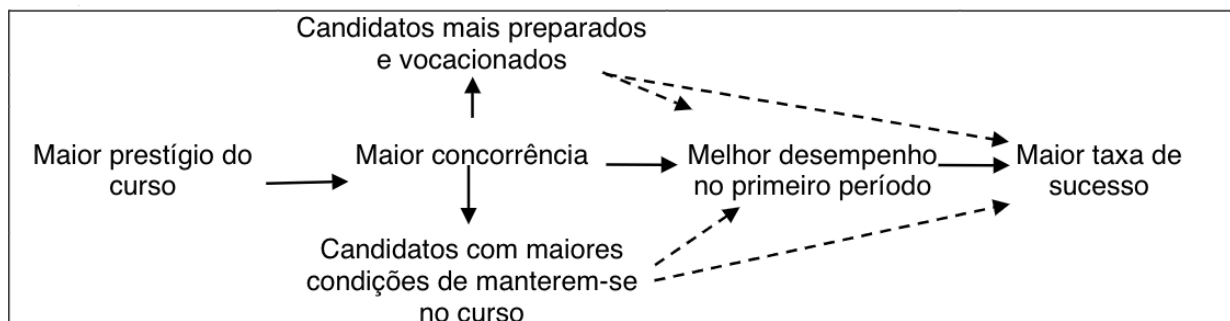 Candidatos mais preparados
e vocacionados
Maior prestígio do
curso
Maior concorrência
Melhor desempenho
no primeiro período
Maior taxa de
sucesso
Candidatos com maiores
condições de manterem-se
no curso